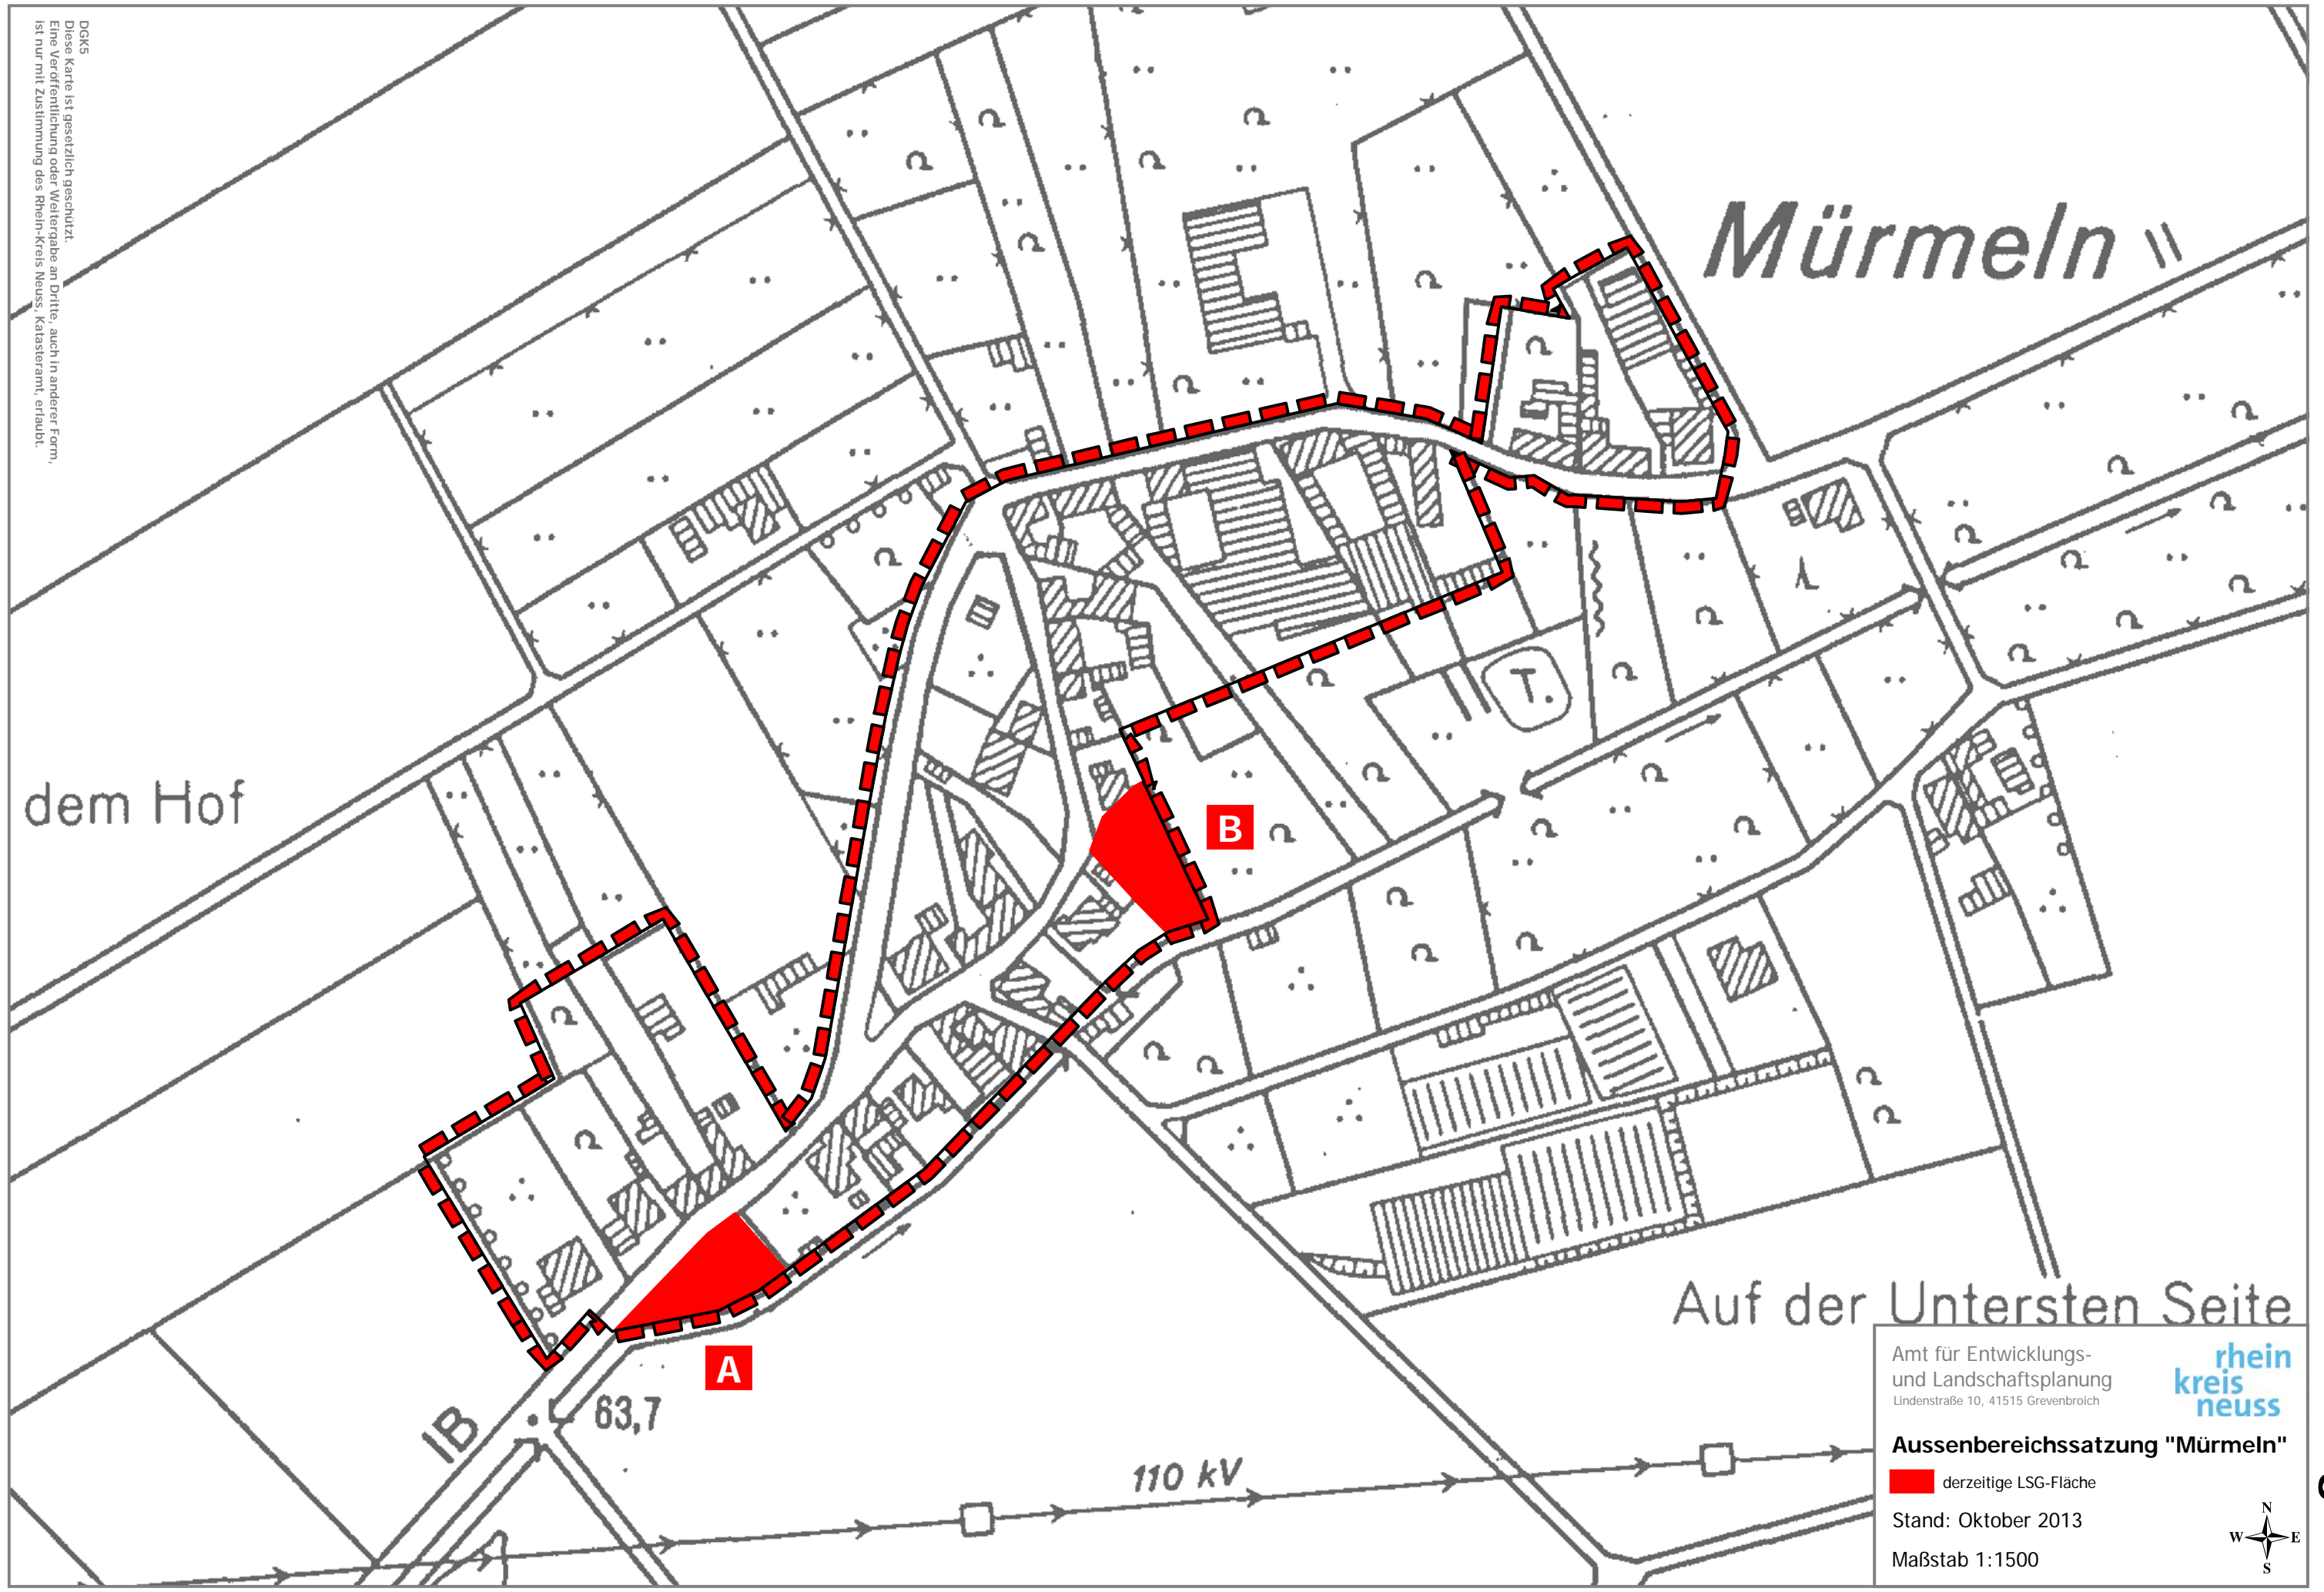 DGK5
Diese Karte ist gesetzlich geschützt.
Eine Veröffentlichung oder Weitergabe an Dritte, auch in anderer Form,
ist nur mit Zustimmung des Rhein-Kreis Neuss, Katasteramt, erlaubt.
Mürmeln
T.
dem Hof
B
A
63,7
IB
110 kV
Auf der Untersten Seite
Amt für Entwicklungs-
und Landschaftsplanung
Lindenstraße 10, 41515 Grevenbroich
rhein
kreis
neuss
Aussenbereichssatzung "Mürmeln"
derzeitige LSG-Fläche
Stand: Oktober 2013
Maßstab 1:1500
N
W E
S